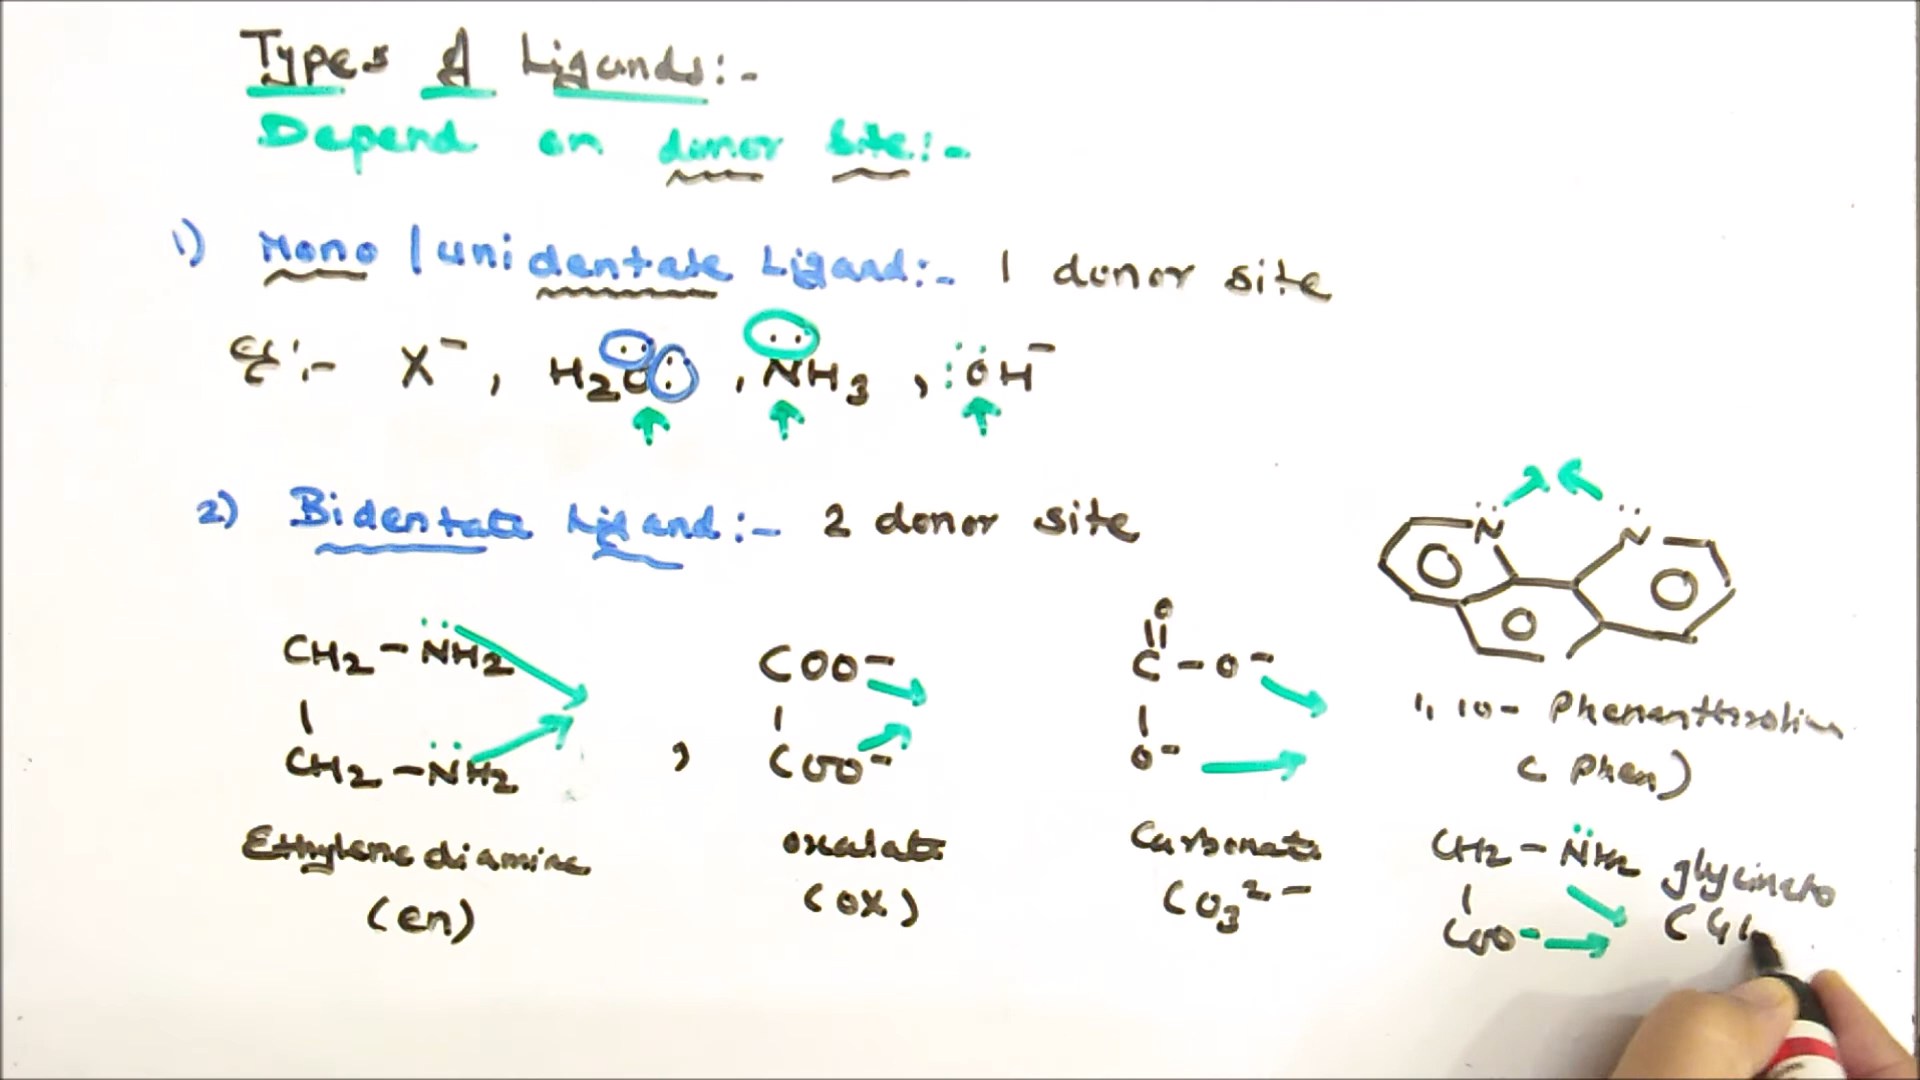 Types of Ligands:-
Depend on donor site:-
1) Mono / unidentate Ligand:- 1 donor site
Eg:- X⁻, H₂O, NH₃, OH⁻
2) Bidentate Ligand:- 2 donor site
N N
CH₂ - NH₂
CH₂ - NH₂
Ethylene diamine
(en)
,
COO⁻
COO⁻
oxalate
(ox)
O
C - O⁻
O⁻
Carbonate
CO₃²⁻
1, 10-
(Phen)
CH₂ - NH₂
COO⁻
glycinato
(Gl